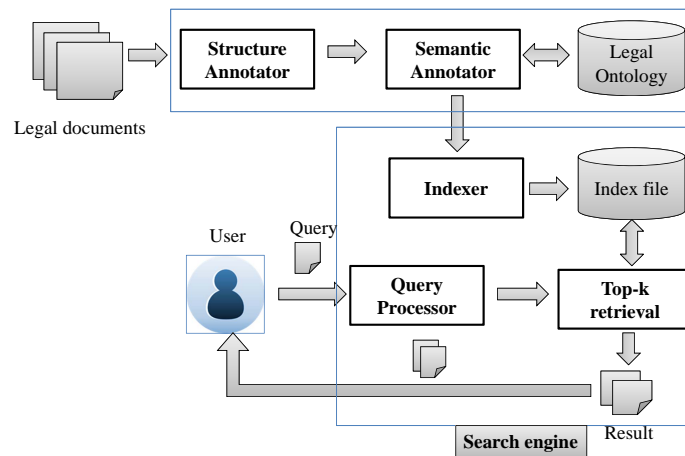 Structure
Annotator
Semantic
Annotator
Legal
Ontology
Legal documents
Indexer
Index file
User
Query
Query
Processor
Top-k
retrieval
Result
Search engine